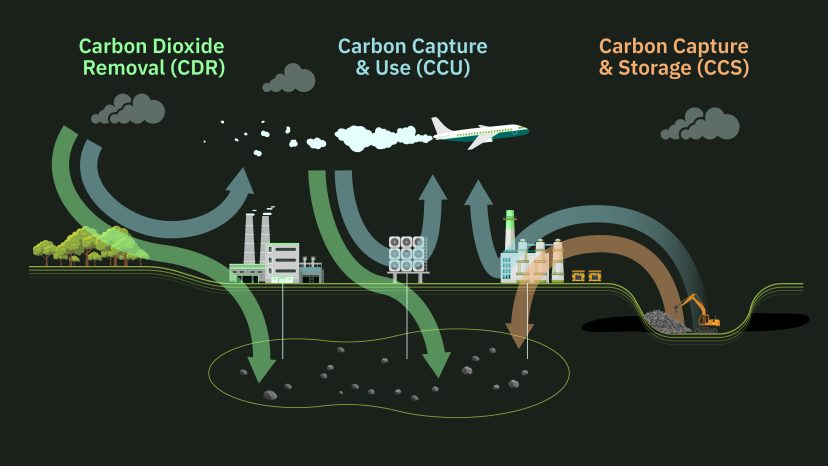 Carbon Dioxide
Removal (CDR)
Carbon Capture
& Use (CCU)
Carbon Capture
& Storage (CCS)